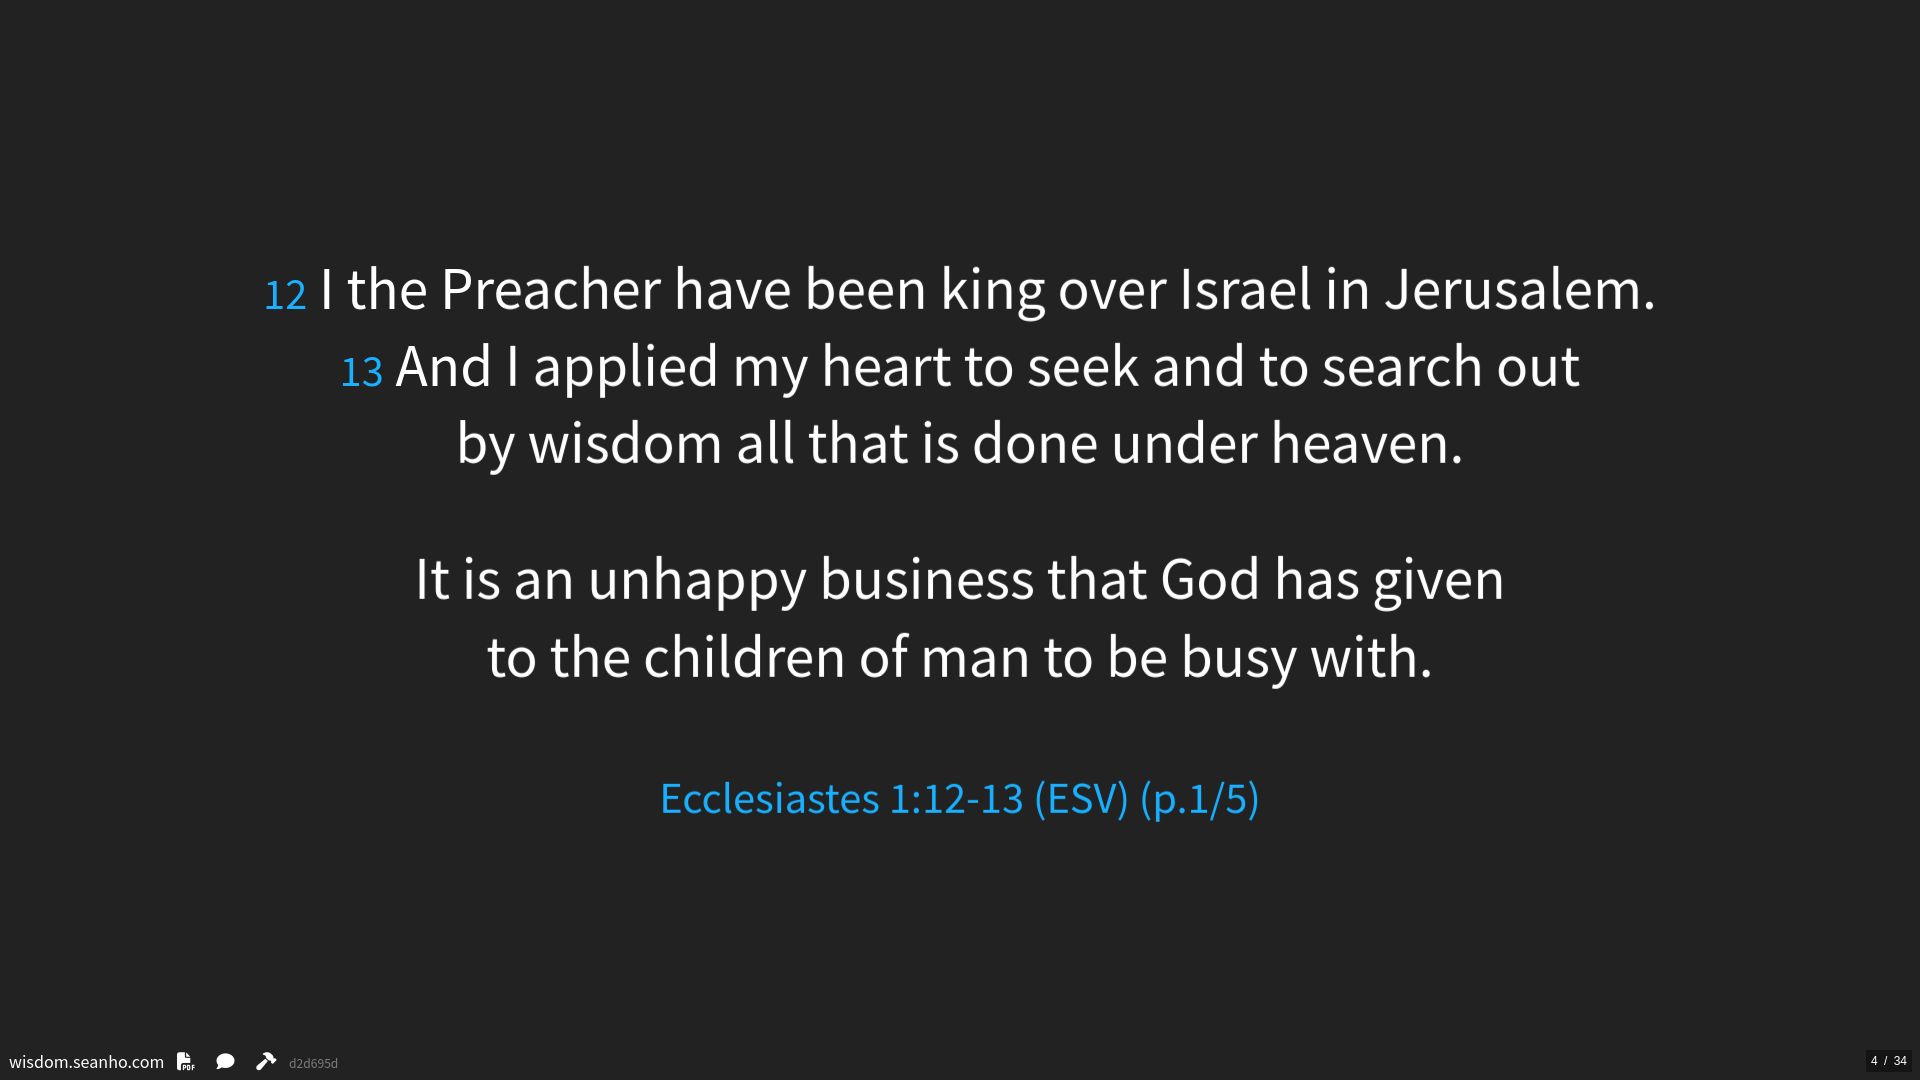 12 I the Preacher have been king over Israel in Jerusalem.
13 And I applied my heart to seek and to search out
by wisdom all that is done under heaven.
It is an unhappy business that God has given
to the children of man to be busy with.
Ecclesiastes 1:12-13 (ESV) (p.1/5)
wisdom.seanho.com PDF d2d695d
4 / 34